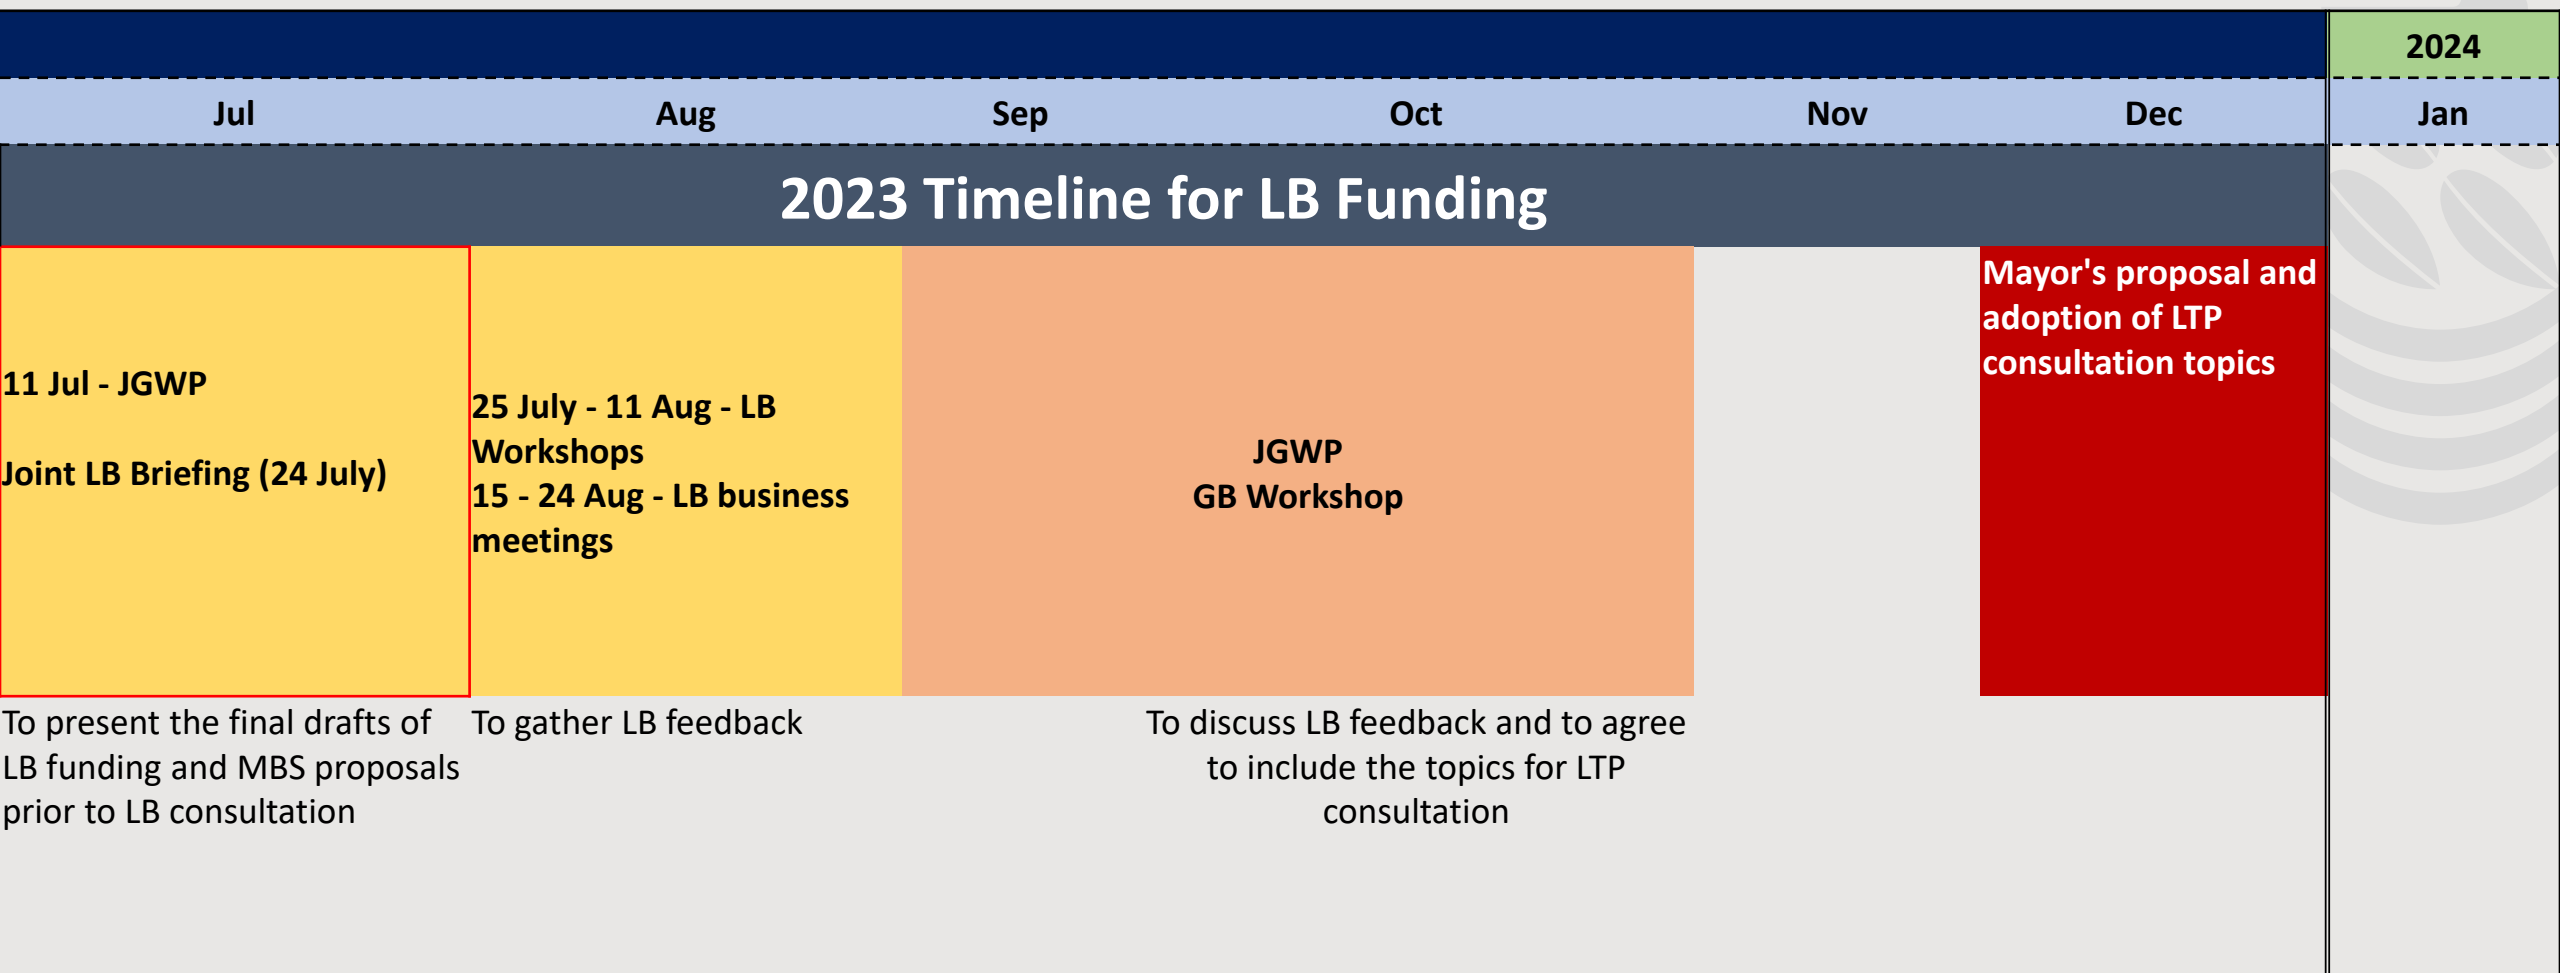 2024
Jul Aug Sep Oct Nov Dec Jan
2023 Timeline for LB Funding
11 Jul - JGWP
Joint LB Briefing (24 July)
25 July - 11 Aug - LB
Workshops
15 - 24 Aug - LB business
meetings
JGWP
GB Workshop
Mayor's proposal and
adoption of LTP
consultation topics
To present the final drafts of
LB funding and MBS proposals
prior to LB consultation
To gather LB feedback
To discuss LB feedback and to agree
to include the topics for LTP
consultation